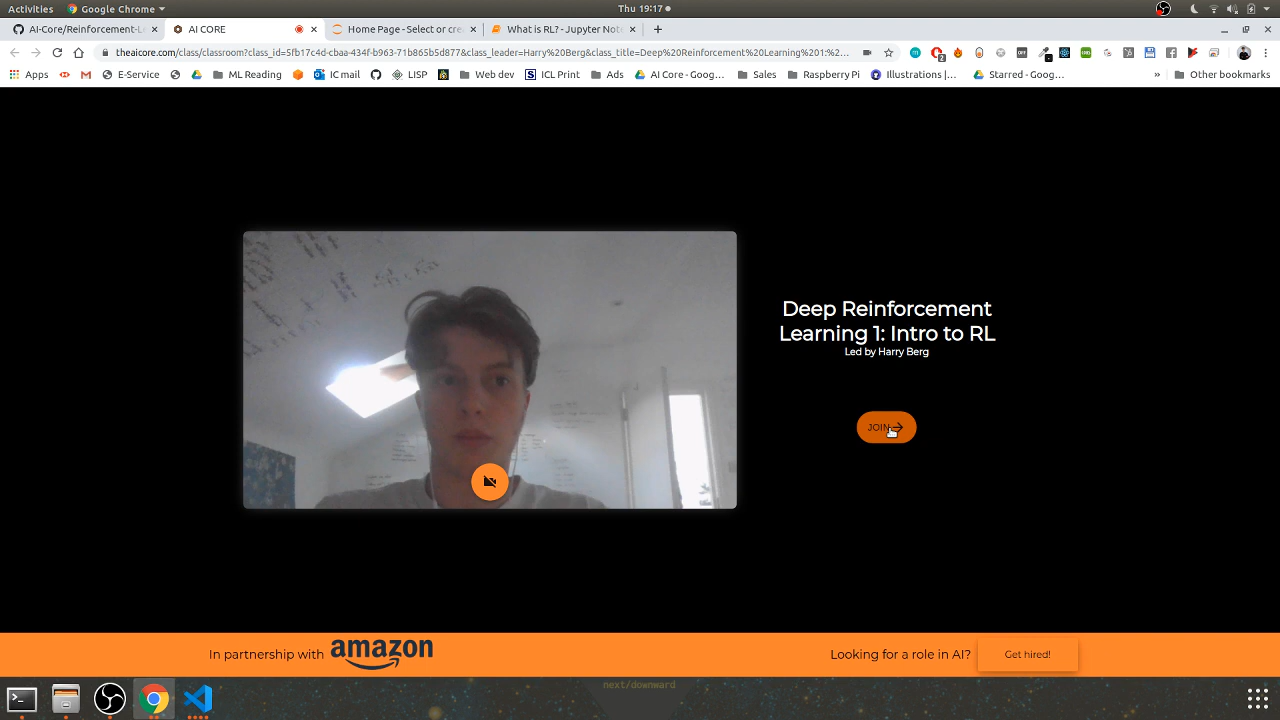 Activities
Google Chrome
Thu 19:17
AI-Core/Reinforcement-Le
AI CORE
Home Page - Select or cre
What is RL? - Jupyter Not
theaicore.com/class/classroom?class_id=5fb17c4d-cbaa-434f-b963-71b865b5d877&class_leader=Harry%20Berg&class_title=Deep%20Reinforcement%20Learning%201:%2...
Apps
E-Service
ML Reading
IC mail
LISP
Web dev
ICL Print
Ads
AI Core - Goog...
Sales
Raspberry Pi
Illustrations |...
Starred - Goog...
»
Other bookmarks
Deep Reinforcement
Learning 1: Intro to RL
Led by Harry Berg
JOIN
In partnership with
amazon
Looking for a role in AI?
Get hired!
next/downward